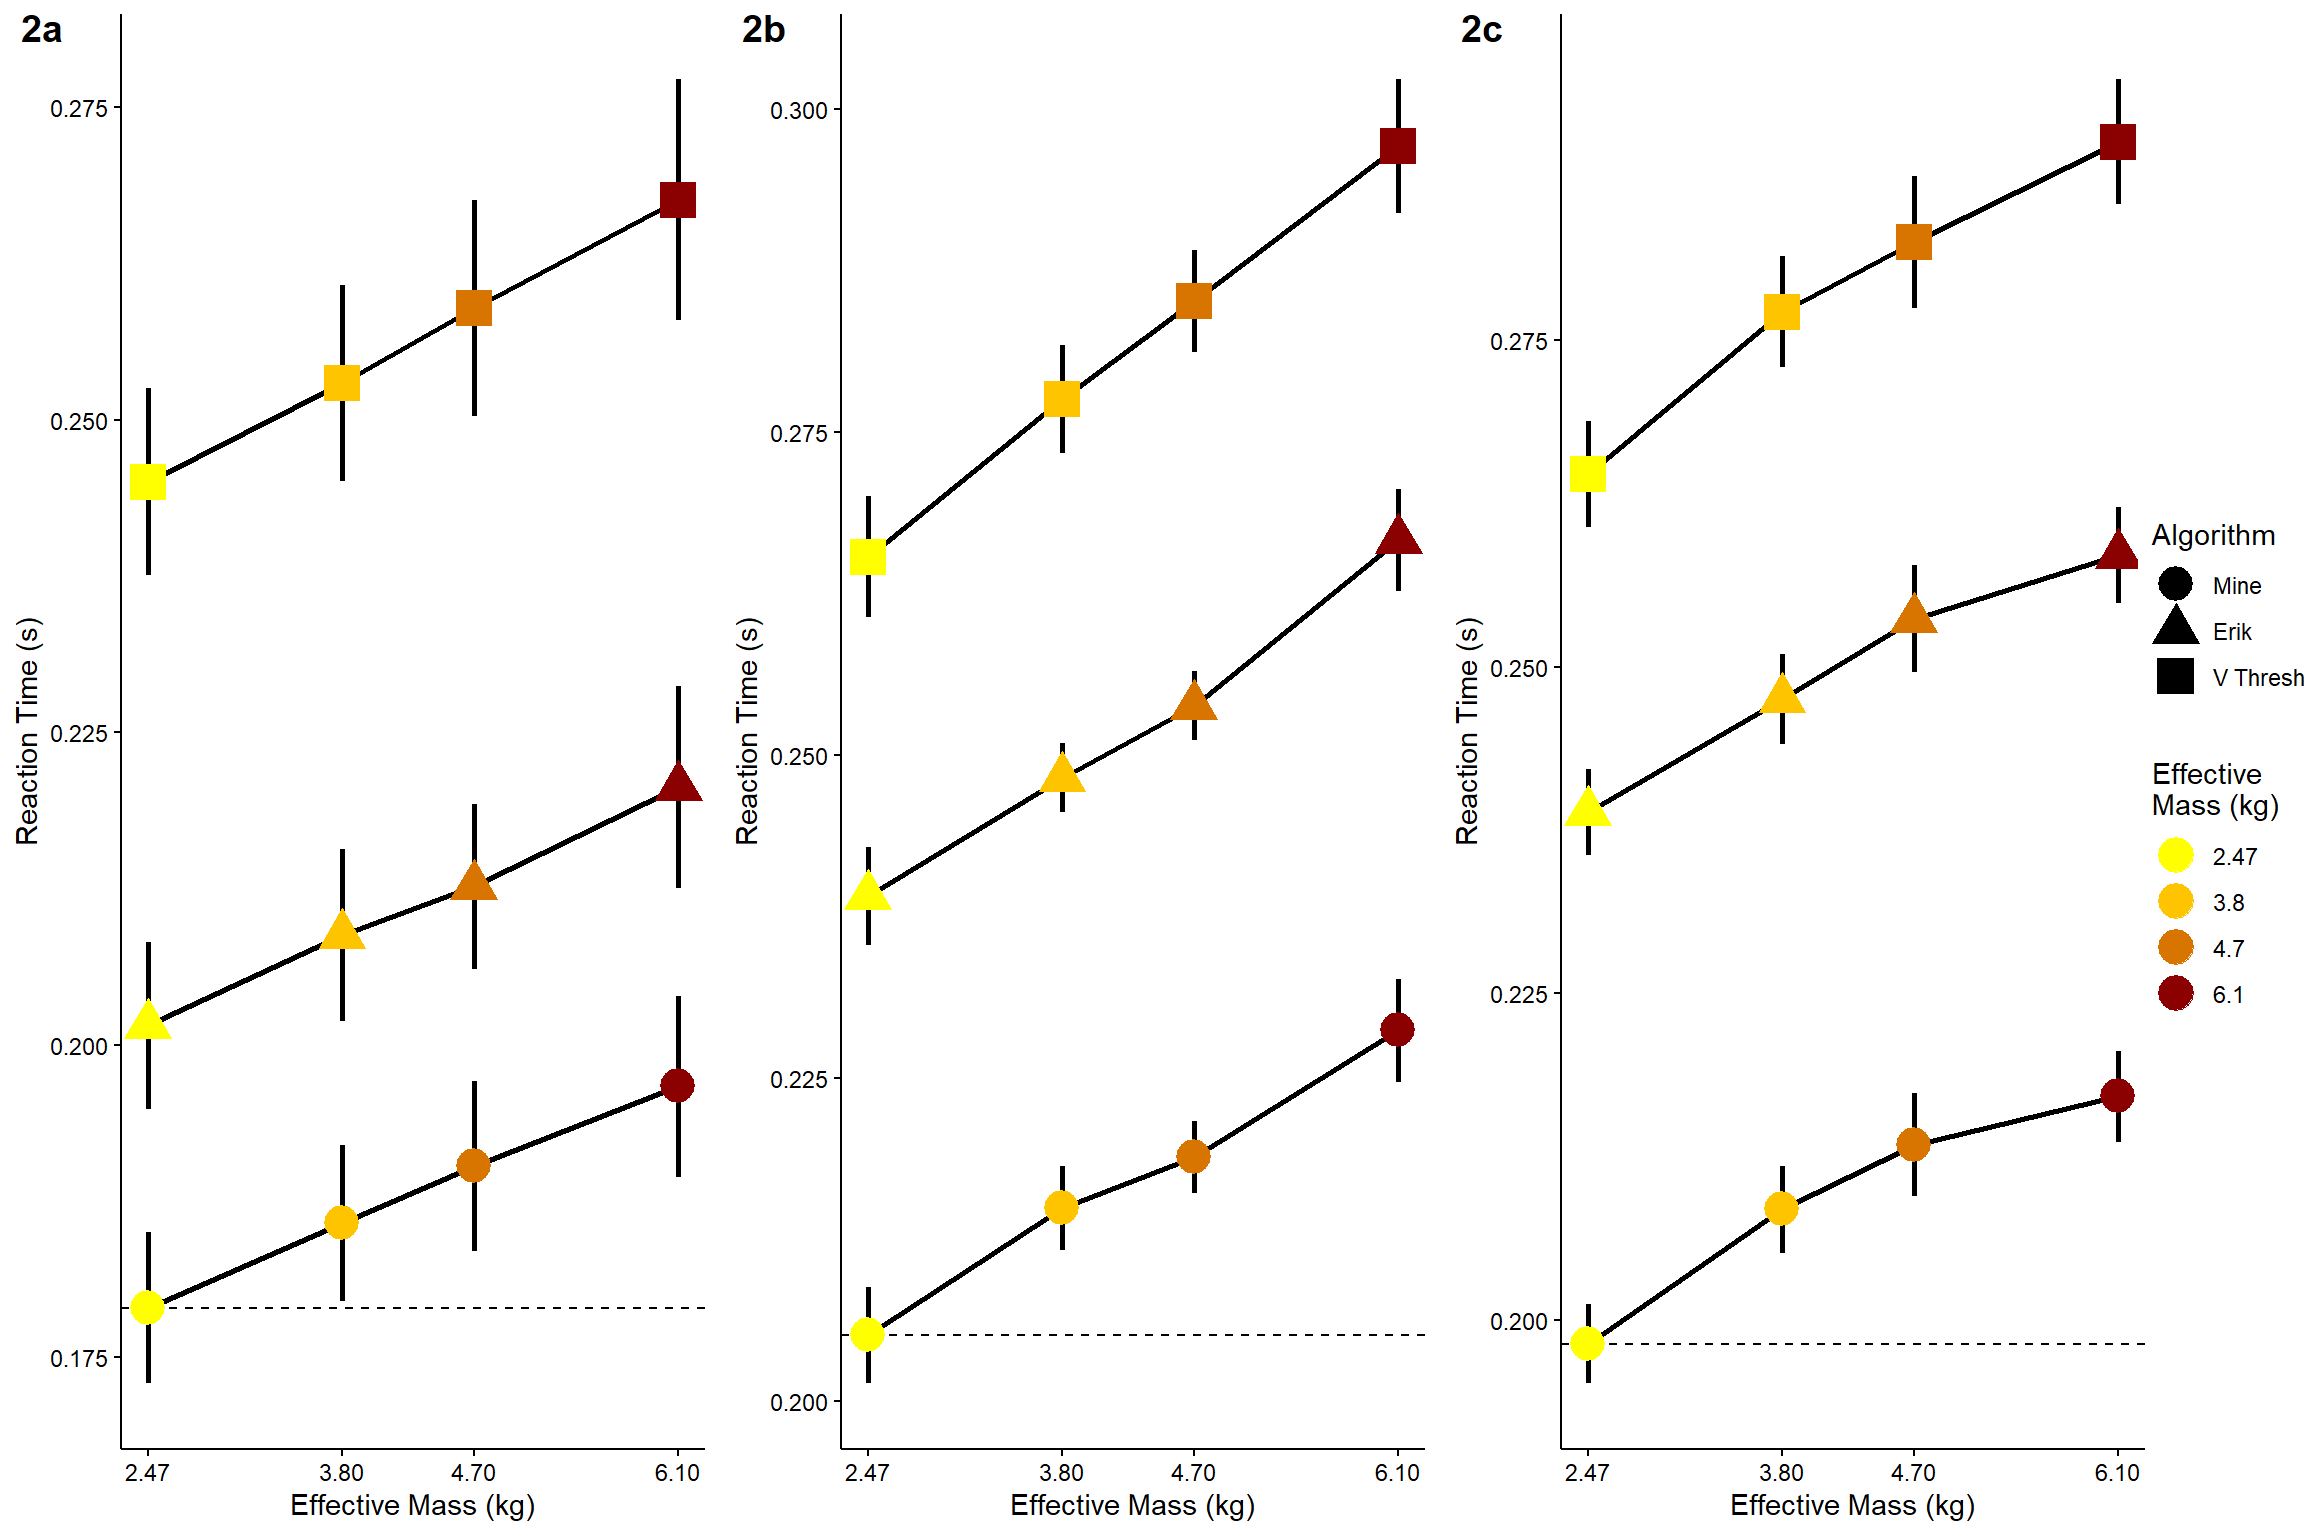 2a
0.275
0.250
0.225
0.200
0.175
Reaction Time (s)
2.47 3.80 4.70 6.10
Effective Mass (kg)
2b
0.300
0.275
0.250
0.225
0.200
Reaction Time (s)
2.47 3.80 4.70 6.10
Effective Mass (kg)
2c
0.275
0.250
0.225
0.200
Reaction Time (s)
2.47 3.80 4.70 6.10
Effective Mass (kg)
Algorithm
Mine
Erik
V Thresh
Effective
Mass (kg)
2.47
3.8
4.7
6.1